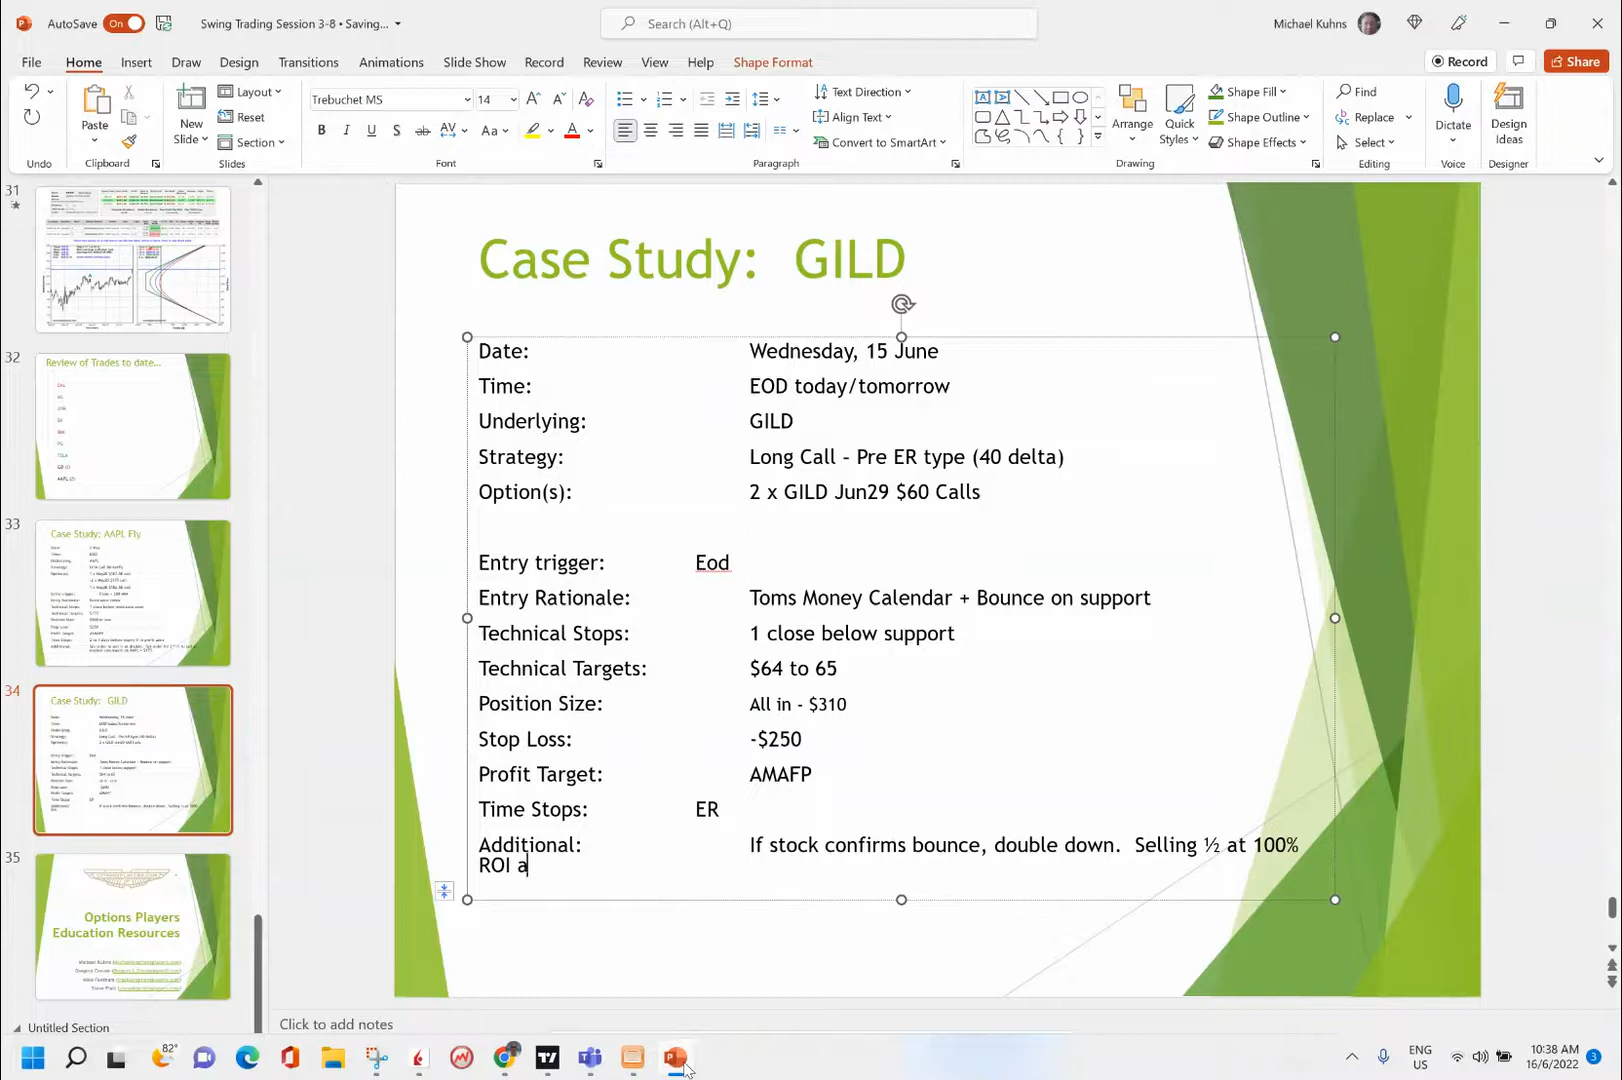 AutoSave On Swing Trading Session 3-8 • Saving... Search (Alt+Q) Michael Kuhns
File Home Insert Draw Design Transitions Animations Slide Show Record Review View Help Shape Format Record Share
Paste New Slide Layout Reset Section Trebuchet MS 14 Text Direction Align Text Convert to SmartArt Arrange Quick Styles Shape Fill Shape Outline Shape Effects Find Replace Select Dictate Design Ideas
Undo Clipboard Slides Font Paragraph Drawing Editing Voice Designer
31
32
Review of Trades to date...
33
Case Study: AAPL Fly
34
Case Study: GILD
35
Options Players
Education Resources
Untitled Section
Case Study: GILD
Date: Wednesday, 15 June
Time: EOD today/tomorrow
Underlying: GILD
Strategy: Long Call – Pre ER type (40 delta)
Option(s): 2 x GILD Jun29 $60 Calls
Entry trigger: Eod
Entry Rationale: Toms Money Calendar + Bounce on support
Technical Stops: 1 close below support
Technical Targets: $64 to 65
Position Size: All in - $310
Stop Loss: -$250
Profit Target: AMAFP
Time Stops: ER
Additional: If stock confirms bounce, double down. Selling ½ at 100%
ROI a
Click to add notes
82°
ENG
US
10:38 AM
16/6/2022
3